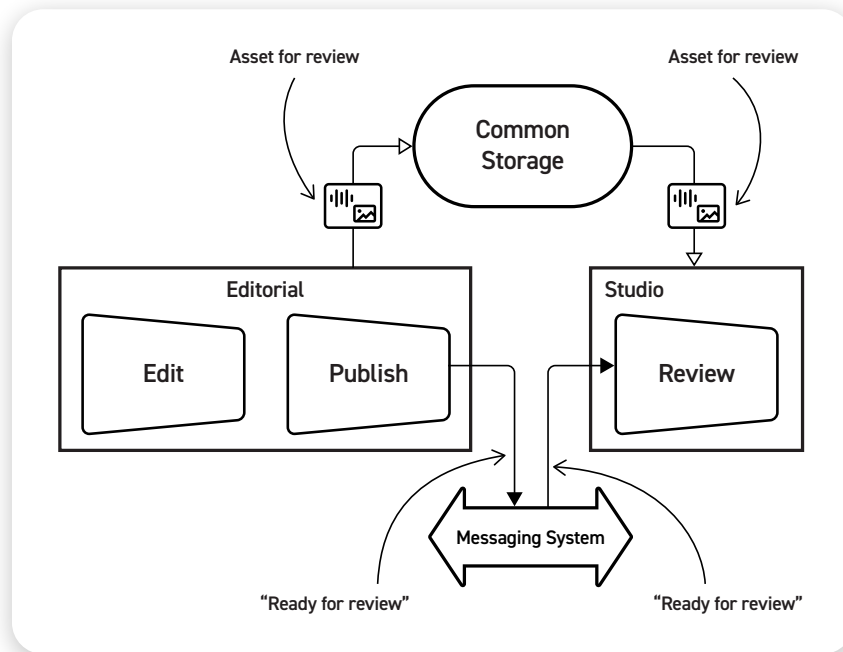 Asset for review
Asset for review
Common
Storage
Editorial
Studio
Edit
Publish
Review
Messaging System
“Ready for review”
“Ready for review”